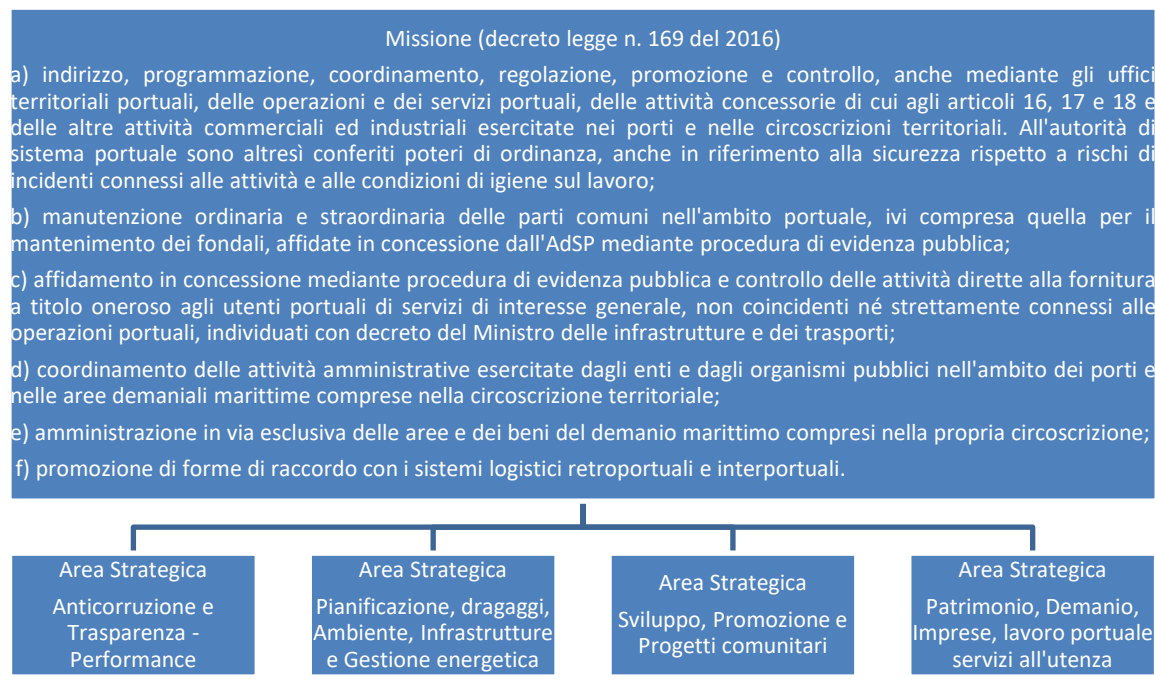 Missione (decreto legge n. 169 del 2016)
a) indirizzo, programmazione, coordinamento, regolazione, promozione e controllo, anche mediante gli uffici
territoriali portuali, delle operazioni e dei servizi portuali, delle attività concessorie di cui agli articoli 16, 17 e 18 e
delle altre attività commerciali ed industriali esercitate nei porti e nelle circoscrizioni territoriali. All'autorità di
sistema portuale sono altresì conferiti poteri di ordinanza, anche in riferimento alla sicurezza rispetto a rischi di
incidenti connessi alle attività e alle condizioni di igiene sul lavoro;
b) manutenzione ordinaria e straordinaria delle parti comuni nell'ambito portuale, ivi compresa quella per il
mantenimento dei fondali, affidate in concessione dall'AdSP mediante procedura di evidenza pubblica;
c) affidamento in concessione mediante procedura di evidenza pubblica e controllo delle attività dirette alla fornitura
a titolo oneroso agli utenti portuali di servizi di interesse generale, non coincidenti né strettamente connessi alle
operazioni portuali, individuati con decreto del Ministro delle infrastrutture e dei trasporti;
d) coordinamento delle attività amministrative esercitate dagli enti e dagli organismi pubblici nell'ambito dei porti e
nelle aree demaniali marittime comprese nella circoscrizione territoriale;
e) amministrazione in via esclusiva delle aree e dei beni del demanio marittimo compresi nella propria circoscrizione;
f) promozione di forme di raccordo con i sistemi logistici retroportuali e interportuali.
Area Strategica
Anticorruzione e
Trasparenza -
Performance
Area Strategica
Pianificazione, dragaggi,
Ambiente, Infrastrutture
e Gestione energetica
Area Strategica
Sviluppo, Promozione e
Progetti comunitari
Area Strategica
Patrimonio, Demanio,
Imprese, lavoro portuale
servizi all'utenza